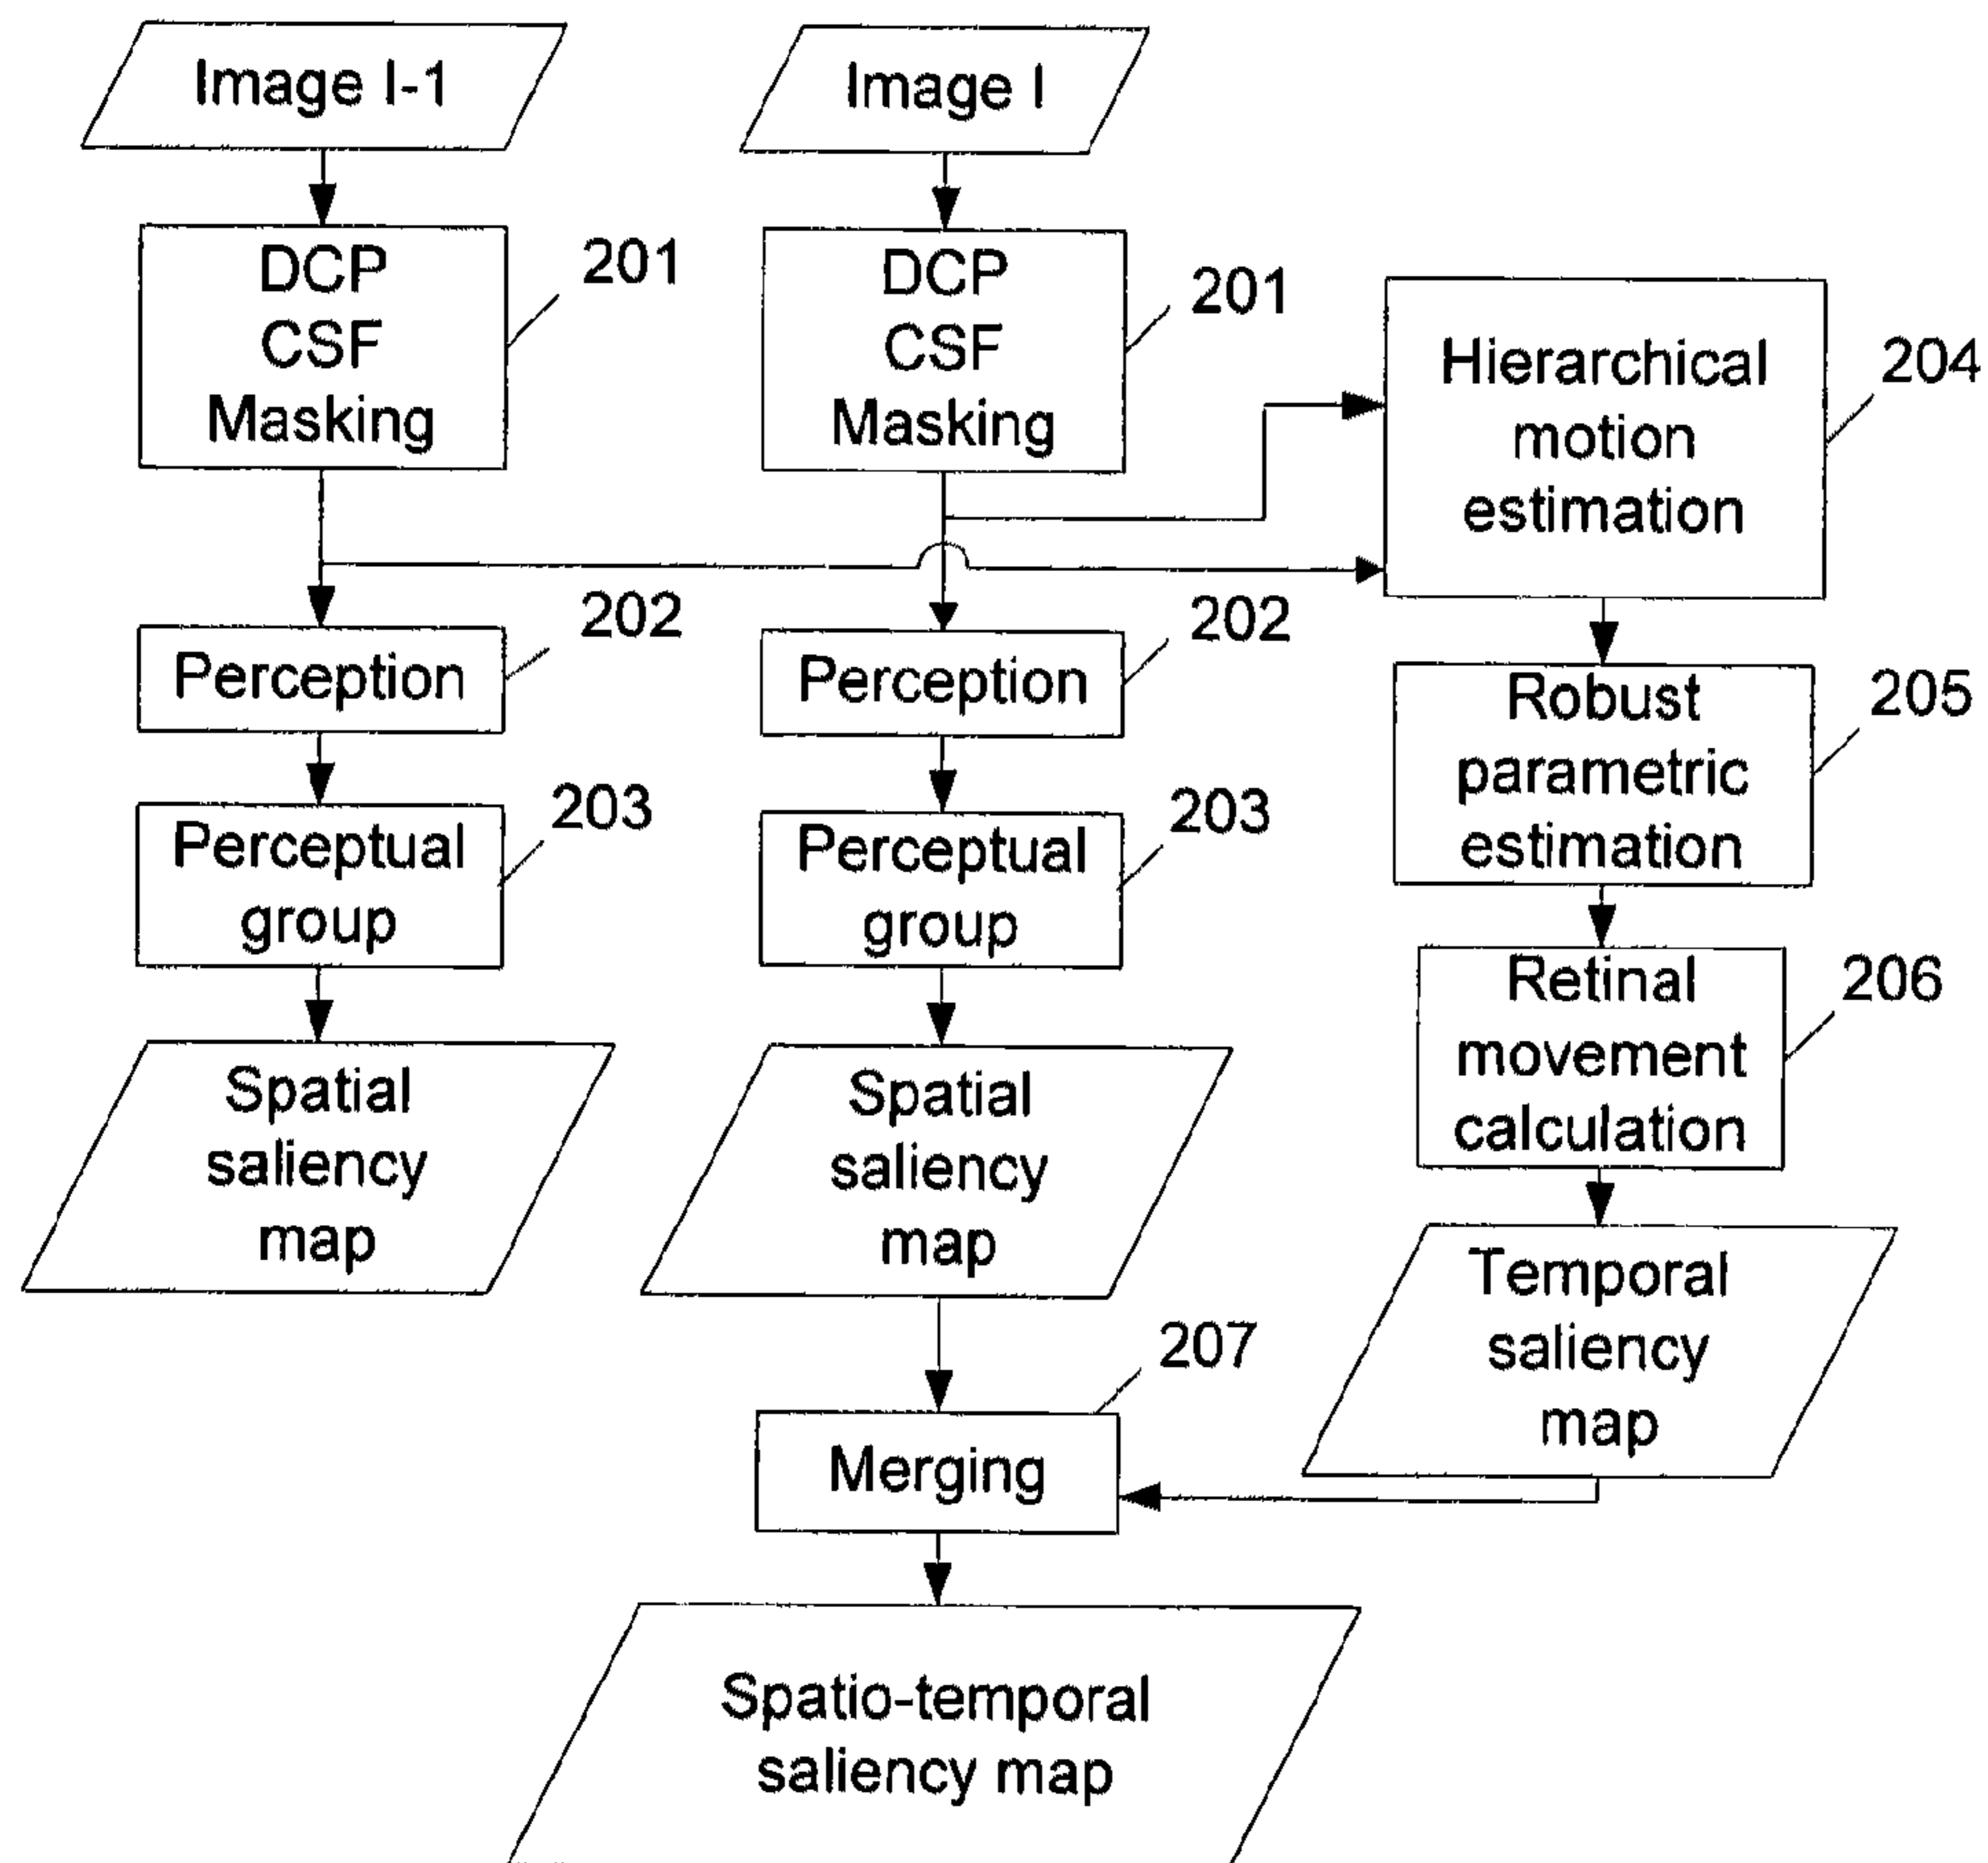 Image I-1
Image I
DCP
CSF
Masking
201
DCP
CSF
Masking
201
Hierarchical
motion
estimation
204
Perception
202
Perception
202
Robust
parametric
estimation
205
Perceptual
group
203
Perceptual
group
203
Retinal
movement
calculation
206
Spatial
saliency
map
Spatial
saliency
map
Temporal
saliency
map
Merging
207
Spatio-temporal
saliency map